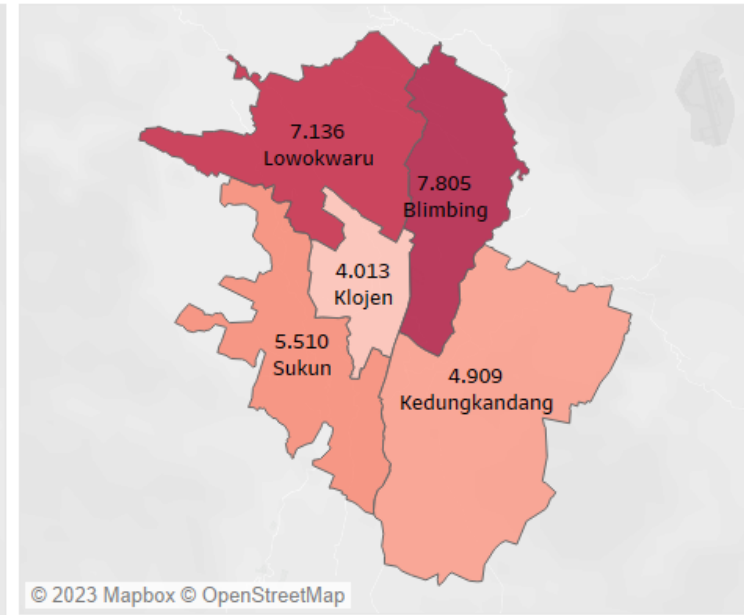 7.136
Lowokwaru
7.805
Blimbing
4.013
Klojen
5.510
Sukun
4.909
Kedungkandang
© 2023 Mapbox © OpenStreetMap